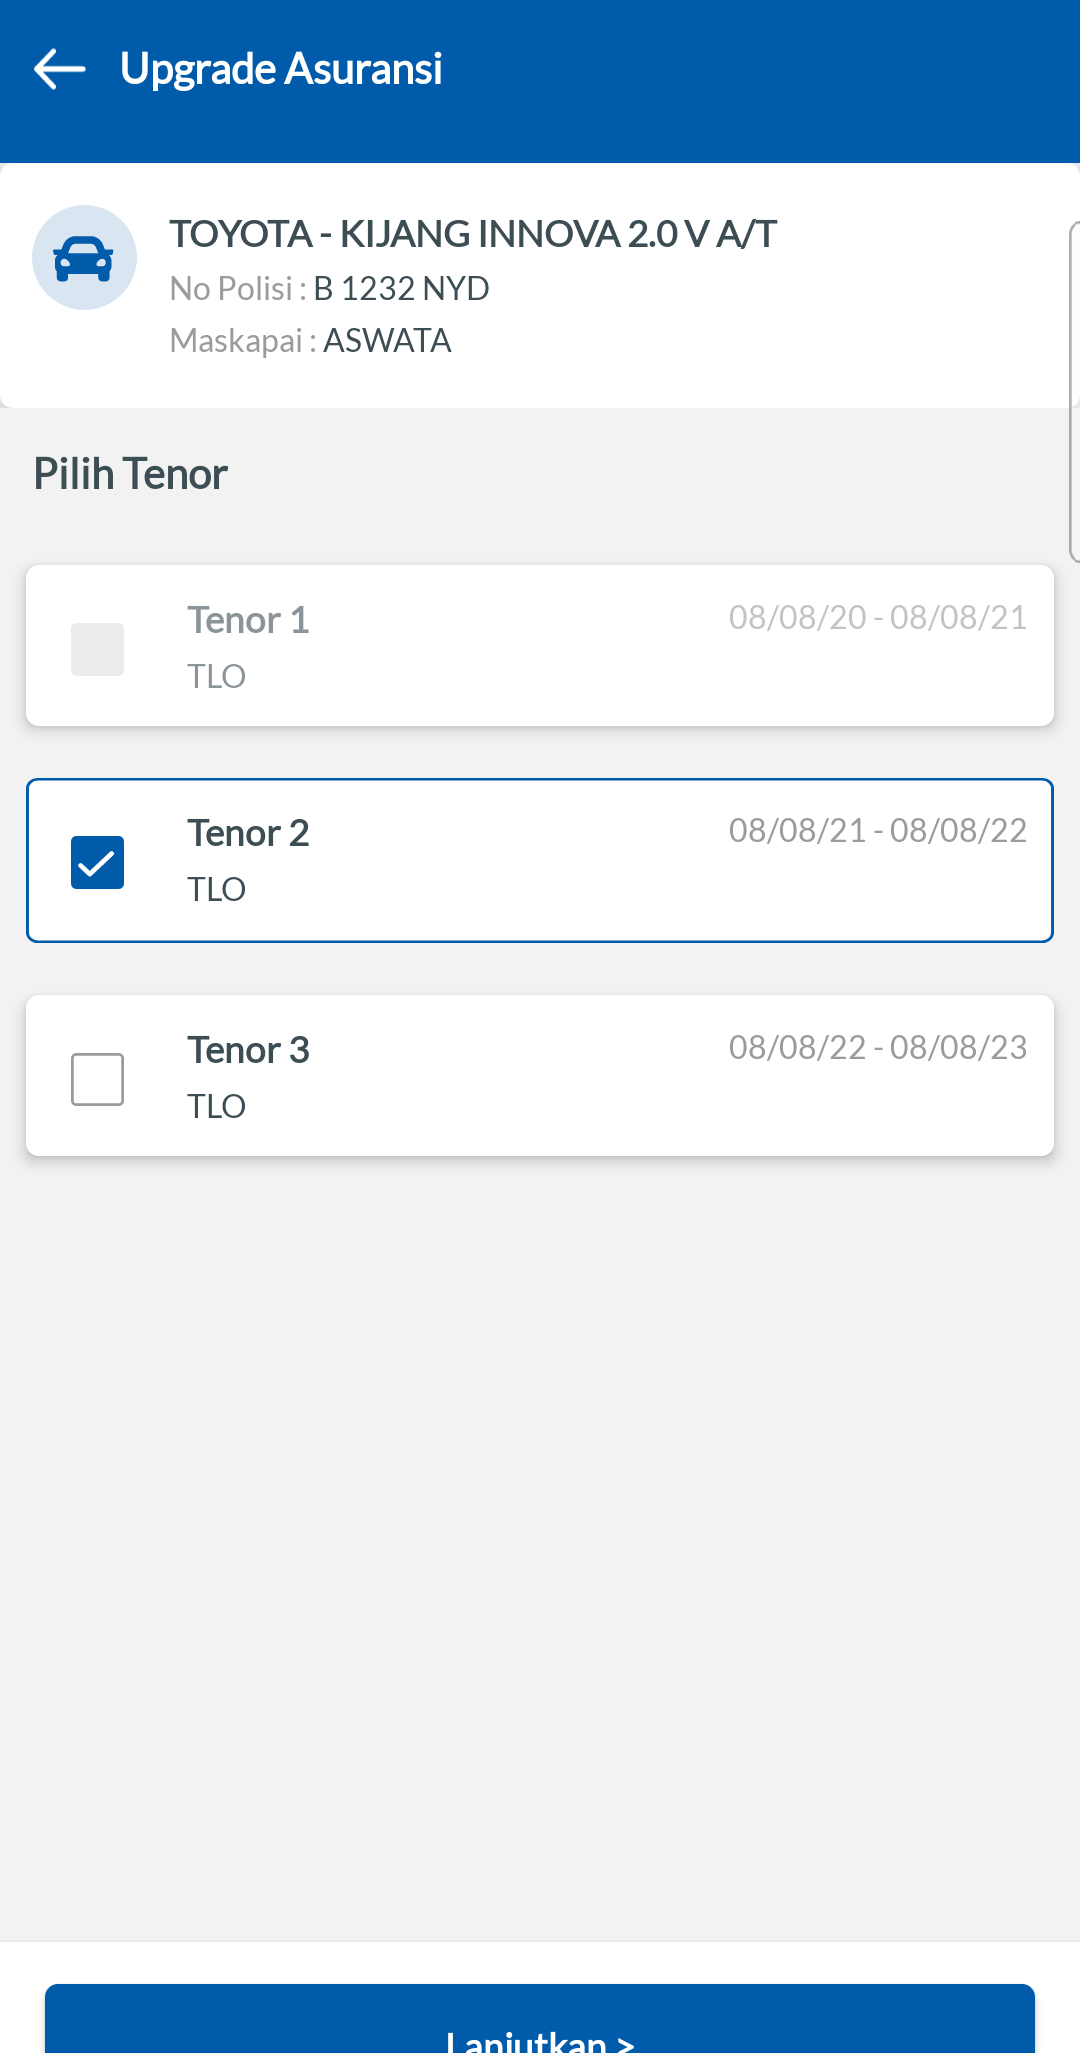 Upgrade Asuransi
TOYOTA - KIJANG INNOVA 2.0 V A/T
No Polisi : B 1232 NYD
Maskapai : ASWATA
Pilih Tenor
Tenor 1 08/08/20 - 08/08/21
TLO
Tenor 2 08/08/21 - 08/08/22
TLO
Tenor 3 08/08/22 - 08/08/23
TLO
Lanjutkan >